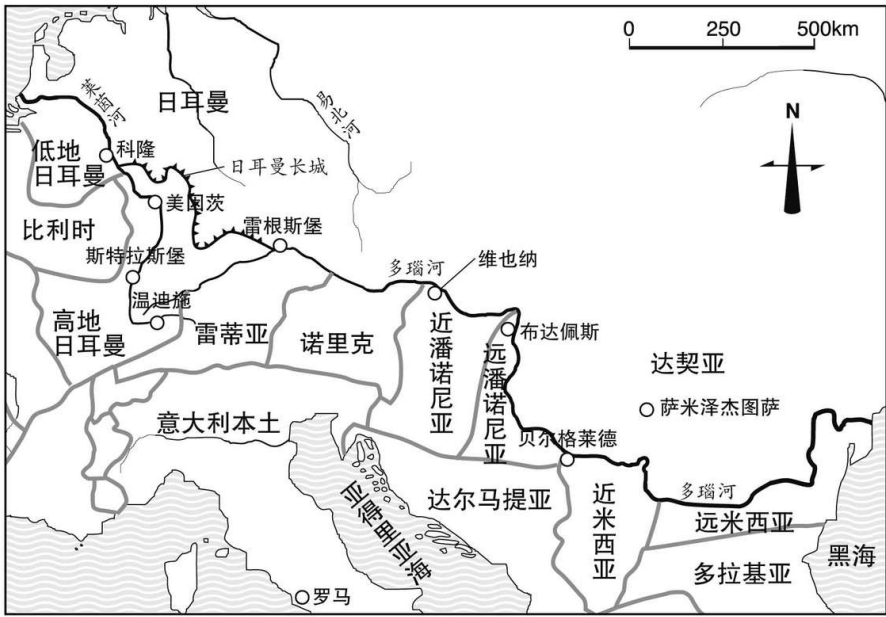 0 250 500km
莱茵河
日耳曼
易北河
N
低地
日耳曼
科隆
日耳曼长城
美因茨
比利时
雷根斯堡
斯特拉斯堡
多瑙河
维也纳
温迪施
高地
日耳曼
雷蒂亚
诺里克
近潘诺尼亚
远潘诺尼亚
布达佩斯
达契亚
萨米泽杰图萨
意大利本土
贝尔格莱德
达尔马提亚
亚得里亚海
近米西亚
多瑙河
远米西亚
黑海
多拉基亚
罗马